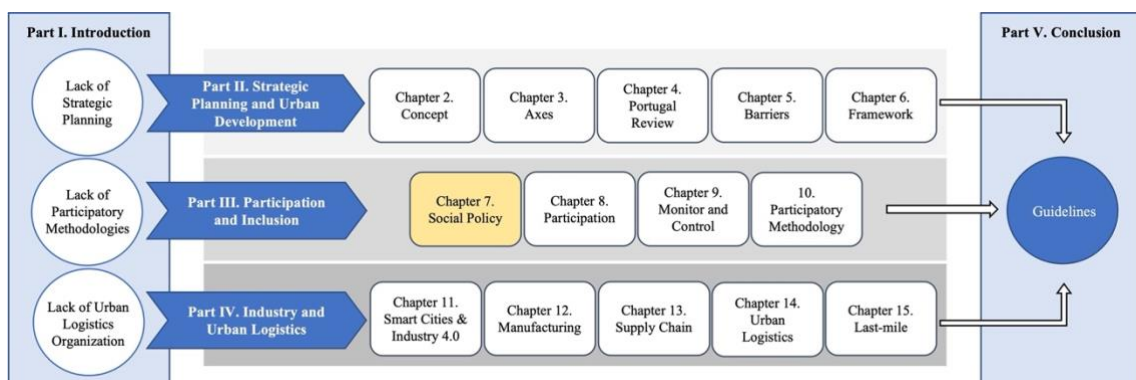 Part I. Introduction
Part V. Conclusion
Lack of
Strategic
Planning
Part II. Strategic
Planning and Urban
Development
Chapter 2.
Concept
Chapter 3.
Axes
Chapter 4.
Portugal
Review
Chapter 5.
Barriers
Chapter 6.
Framework
Lack of
Participatory
Methodologies
Part III. Participation
and Inclusion
Chapter 7.
Social Policy
Chapter 8.
Participation
Chapter 9.
Monitor and
Control
10.
Participatory
Methodology
Guidelines
Lack of Urban
Logistics
Organization
Part IV. Industry and
Urban Logistics
Chapter 11.
Smart Cities &
Industry 4.0
Chapter 12.
Manufacturing
Chapter 13.
Supply Chain
Chapter 14.
Urban
Logistics
Chapter 15.
Last-mile